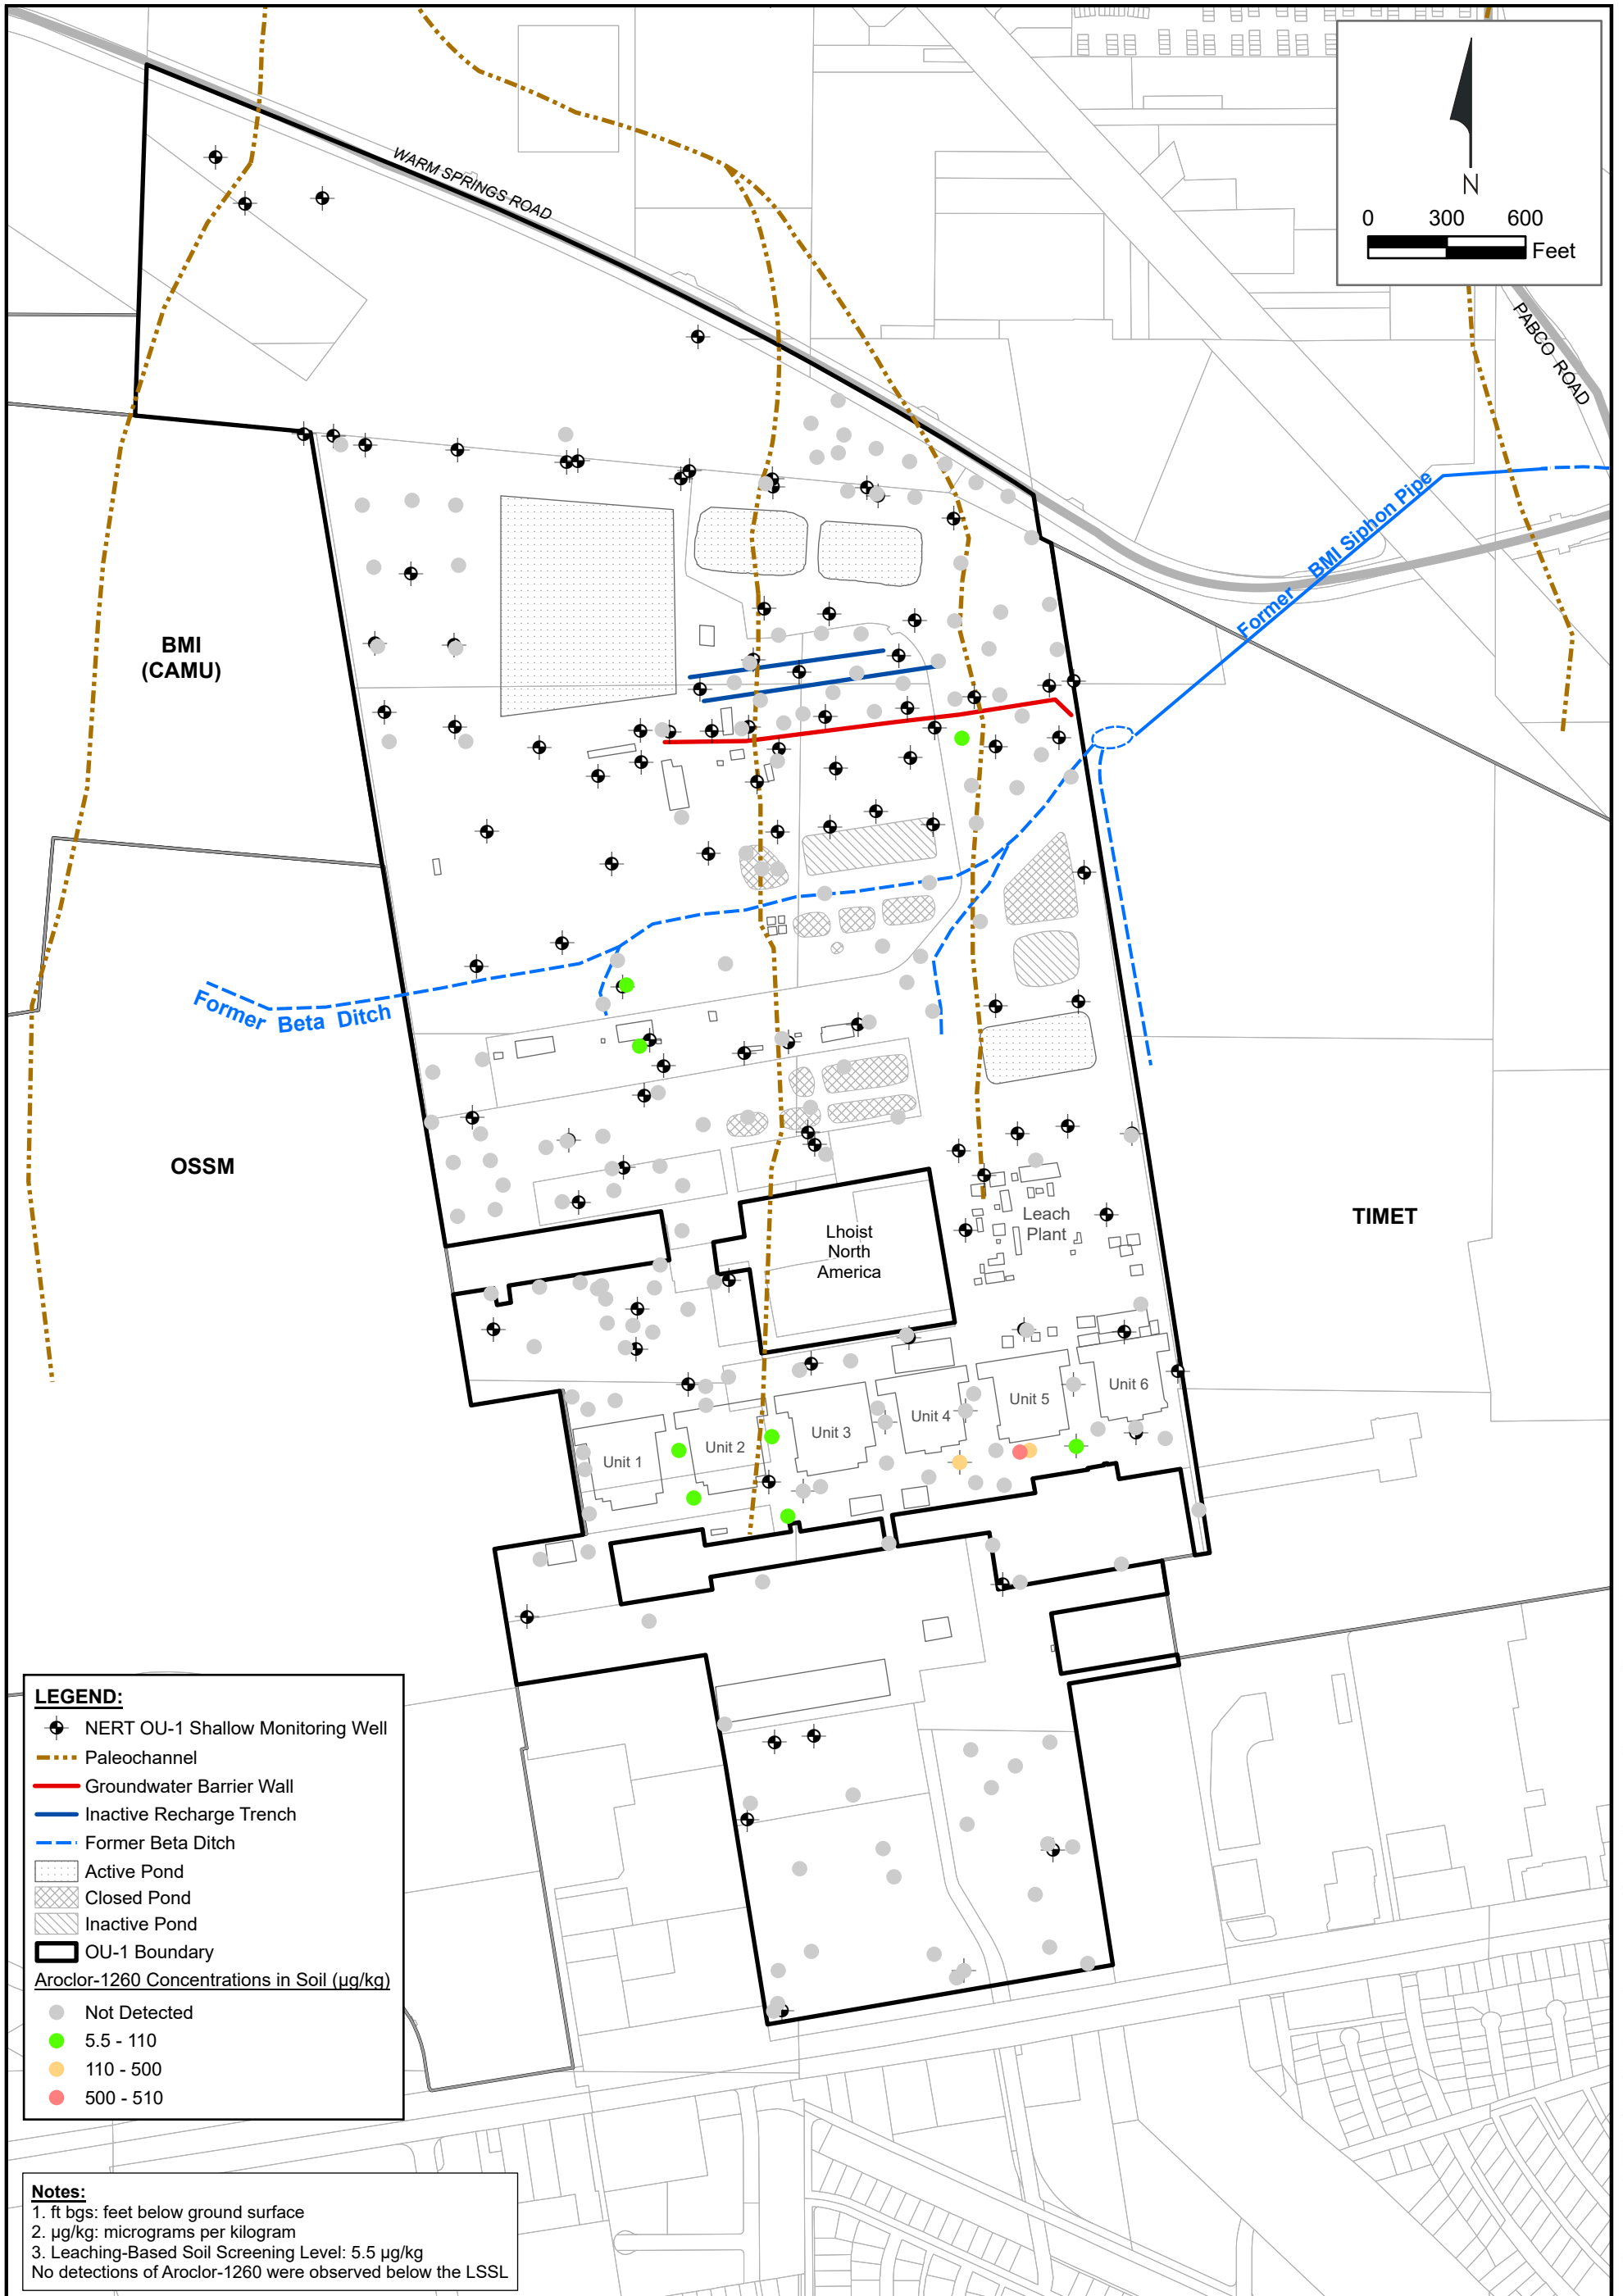 WARM SPRINGS ROAD
N
0 300 600
Feet
PABCO ROAD
Former BMI Siphon Pipe
BMI
(CAMU)
Former Beta Ditch
OSSM
Lhoist
North
America
Leach
Plant
TIMET
Unit 1
Unit 2
Unit 3
Unit 4
Unit 5
Unit 6
LEGEND:
NERT OU-1 Shallow Monitoring Well
Paleochannel
Groundwater Barrier Wall
Inactive Recharge Trench
Former Beta Ditch
Active Pond
Closed Pond
Inactive Pond
OU-1 Boundary
Aroclor-1260 Concentrations in Soil (µg/kg)
Not Detected
5.5 - 110
110 - 500
500 - 510
Notes:
1. ft bgs: feet below ground surface
2. µg/kg: micrograms per kilogram
3. Leaching-Based Soil Screening Level: 5.5 µg/kg
No detections of Aroclor-1260 were observed below the LSSL